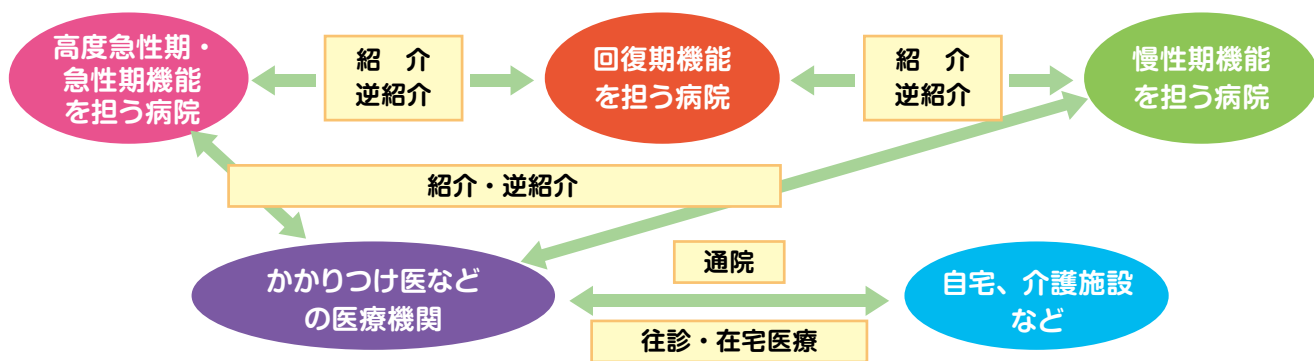 高度急性期・
急性期機能
を担う病院
紹　介
逆紹介
回復期機能
を担う病院
紹　介
逆紹介
慢性期機能
を担う病院
紹介・逆紹介
かかりつけ医など
の医療機関
通院
往診・在宅医療
自宅、介護施設
など